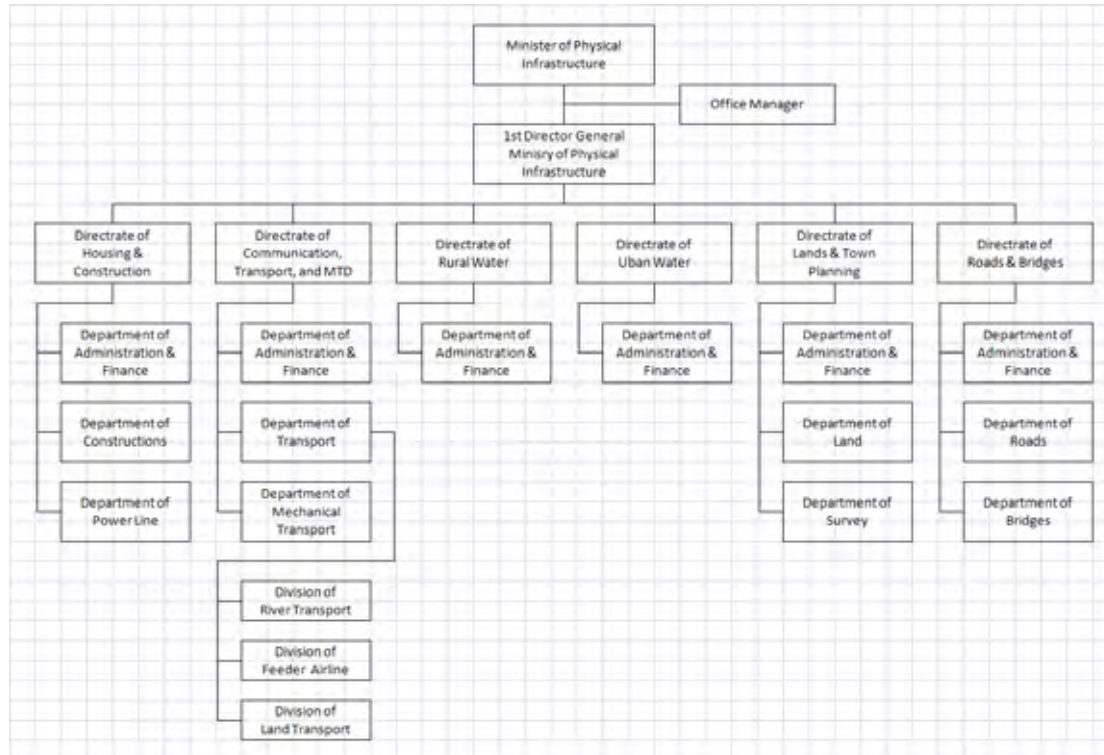 Minister of Physical
Infrastructure
Office Manager
1st Director General
Minisry of Physical
Infrastructure
Directrate of
Housing &
Construction
Directrate of
Communication,
Transport, and MTD
Directrate of
Rural Water
Directrate of
Uban Water
Directrate of
Lands & Town
Planning
Directrate of
Roads & Bridges
Department of
Administration &
Finance
Department of
Administration &
Finance
Department of
Administration &
Finance
Department of
Administration &
Finance
Department of
Administration &
Finance
Department of
Administration &
Finance
Department of
Constructions
Department of
Transport
Department of
Land
Department of
Roads
Department of
Power Line
Department of
Mechanical
Transport
Department of
Survey
Department of
Bridges
Division of
River Transport
Division of
Feeder Airline
Division of
Land Transport